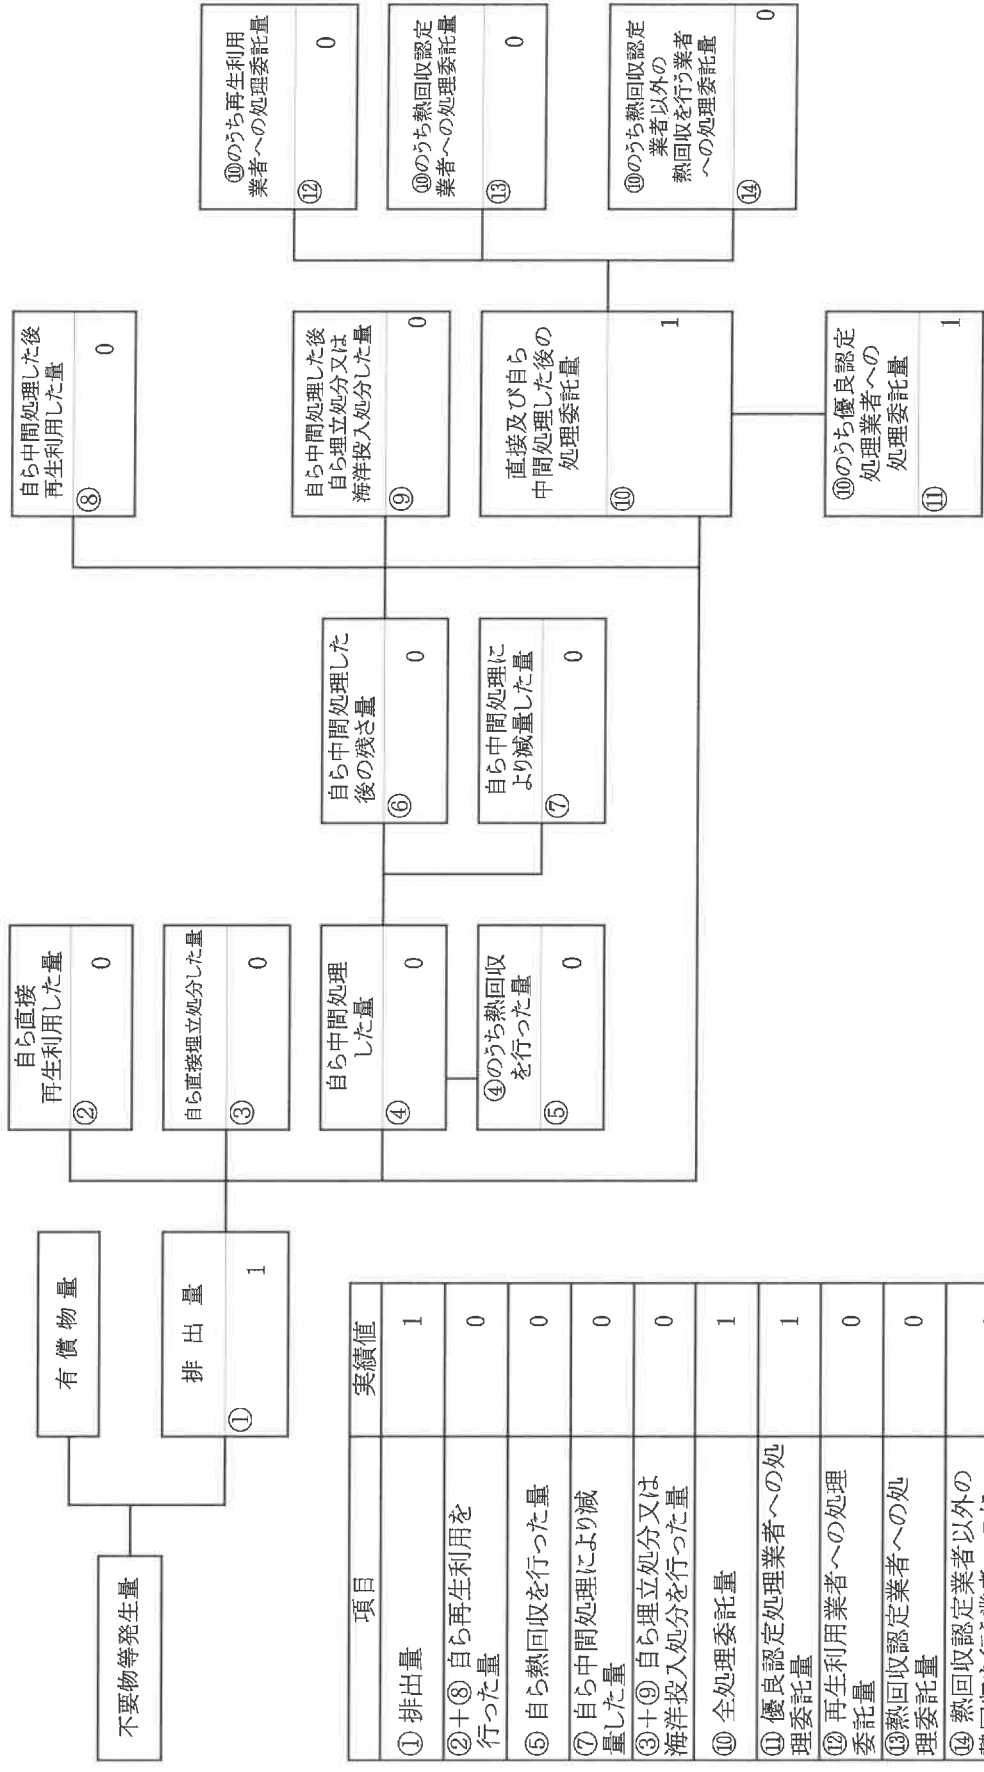 不要物等発生量
有償物量
排出量
①
1
自ら直接
再生利用した量
②
0
自ら直接埋立処分した量
③
0
自ら中間処理
した量
④
0
④のうち熱回収
を行った量
⑤
0
自ら中間処理した
後の残さ量
⑥
0
自ら中間処理に
より減量した量
⑦
0
自ら中間処理した後
再生利用した量
⑧
0
自ら中間処理した後
自ら埋立処分又は
海洋投入処分した量
⑨
0
直接及び自ら
中間処理した後の
処理委託量
⑩
1
⑩のうち優良認定
処理業者への
処理委託量
⑪
1
⑩のうち再生利用
業者への処理委託量
⑫
0
⑩のうち熱回収認定
業者への処理委託量
⑬
0
⑩のうち熱回収認定
業者以外の
熱回収を行う業者
への処理委託量
⑭
0
項目 実績値
① 排出量 1
②+⑧ 自ら再生利用を
行った量 0
⑤ 自ら熱回収を行った量 0
⑦ 自ら中間処理により減
量した量 0
③+⑨ 自ら埋立処分又は
海洋投入処分を行った量 0
⑩ 全処理委託量 1
⑪ 優良認定処理業者への処
理委託量 1
⑫ 再生利用業者への処理
委託量 0
⑬熱回収認定業者への処
理委託量 0
⑭ 熱回収認定業者以外の